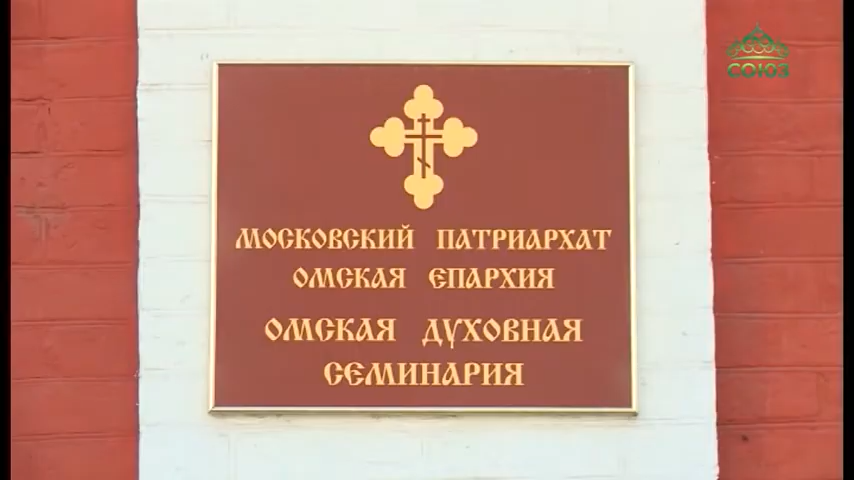 СОЮЗ
МОСКОВСКИЙ ПАТРИАРХАТ
ОМСКАЯ ЕПАРХИЯ
ОМСКАЯ ДУХОВНАЯ
СЕМИНАРИЯ